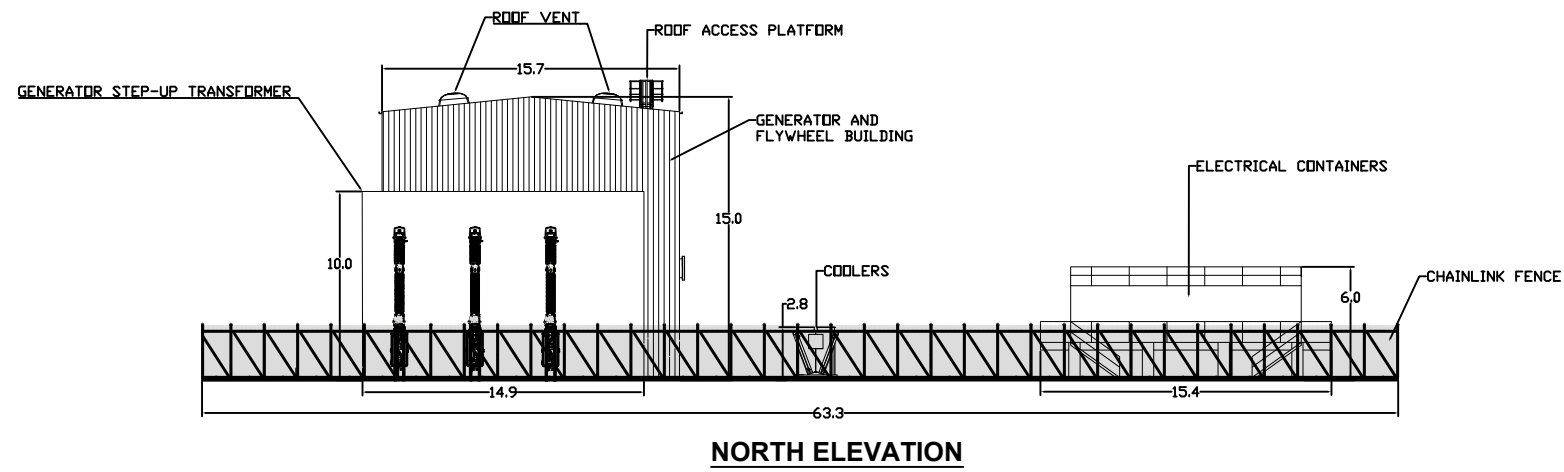 ROOF VENT
ROOF ACCESS PLATFORM
15.7
GENERATOR STEP-UP TRANSFORMER
GENERATOR AND
FLYWHEEL BUILDING
ELECTRICAL CONTAINERS
15.0
10.0
COOLERS
CHAINLINK FENCE
2.8
6.0
14.9
15.4
63.3
NORTH ELEVATION